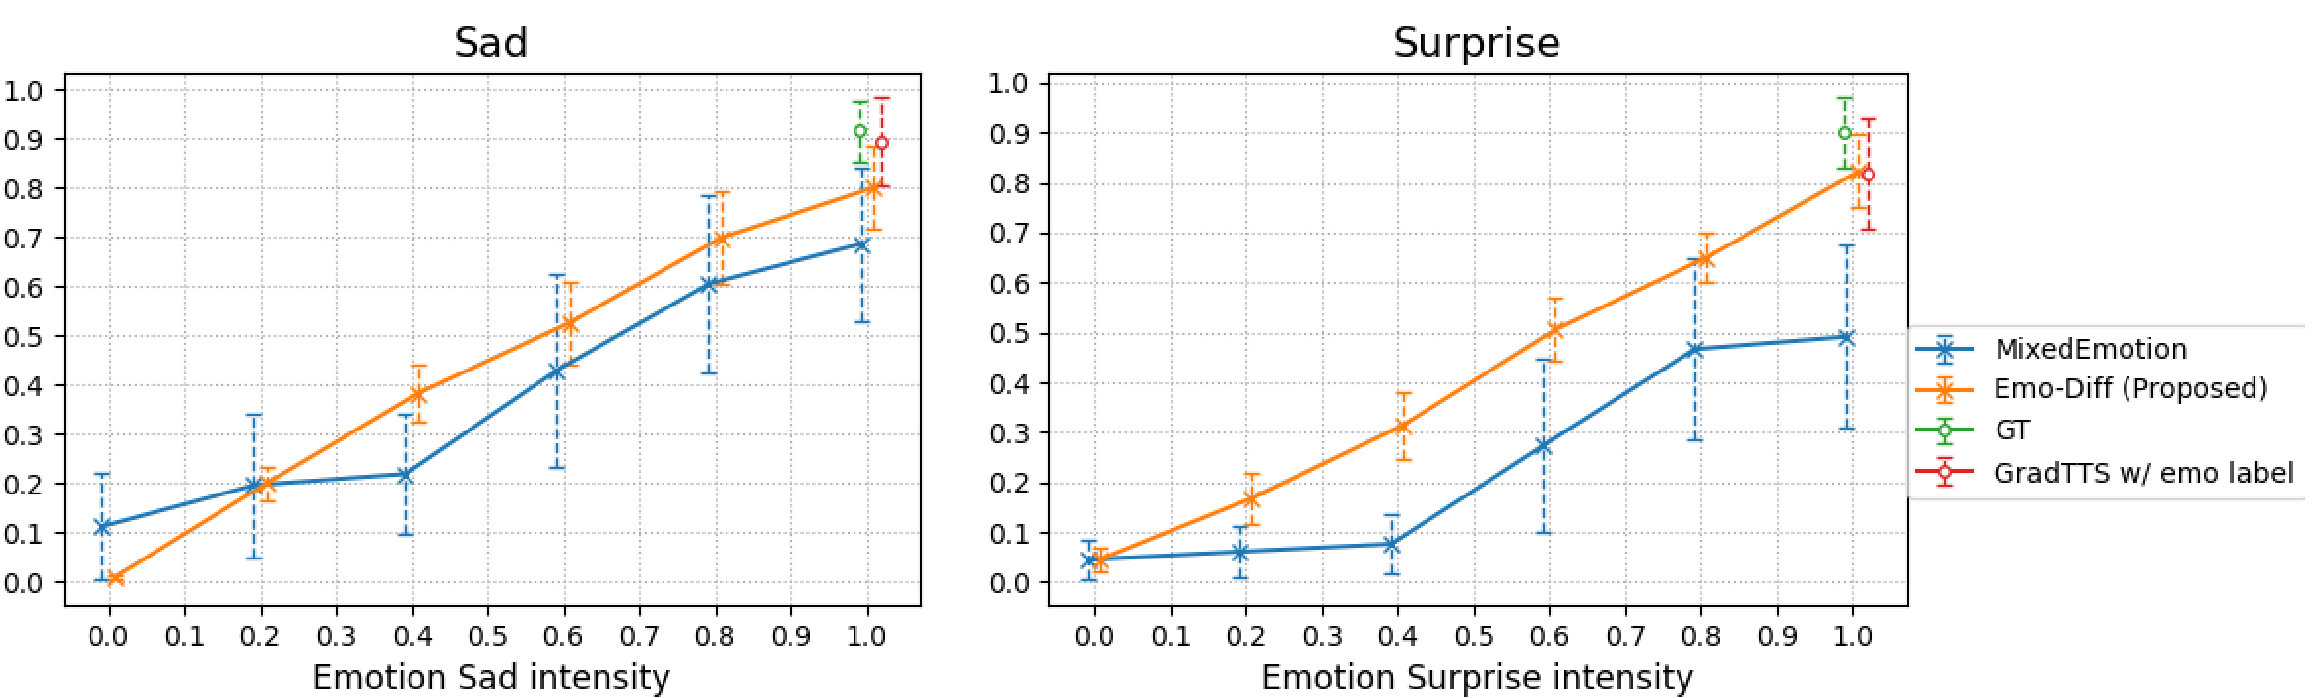 Sad
1.0
0.9
0.8
0.7
0.6
0.5
0.4
0.3
0.2
0.1
0.0
0.0 0.1 0.2 0.3 0.4 0.5 0.6 0.7 0.8 0.9 1.0
Emotion Sad intensity
Surprise
1.0
0.9
0.8
0.7
0.6
0.5
0.4
0.3
0.2
0.1
0.0
0.0 0.1 0.2 0.3 0.4 0.5 0.6 0.7 0.8 0.9 1.0
Emotion Surprise intensity
MixedEmotion
Emo-Diff (Proposed)
GT
GradTTS w/ emo label